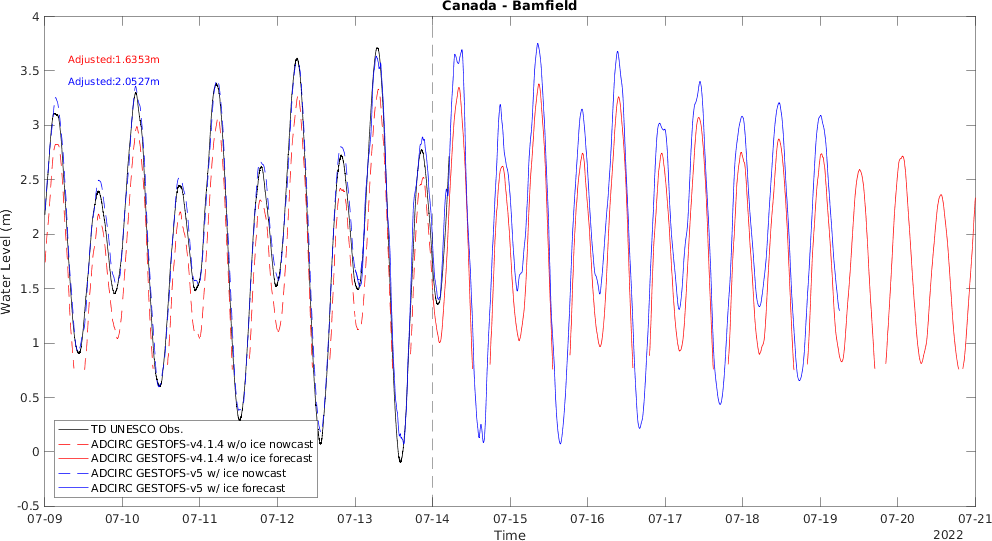 Canada - Bamfield
Adjusted:1.6353m
Adjusted:2.0527m
Water Level (m)
4
3.5
3
2.5
2
1.5
1
0.5
0
-0.5
TD UNESCO Obs.
ADCIRC GESTOFS-v4.1.4 w/o ice nowcast
ADCIRC GESTOFS-v4.1.4 w/o ice forecast
ADCIRC GESTOFS-v5 w/ ice nowcast
ADCIRC GESTOFS-v5 w/ ice forecast
07-09 07-10 07-11 07-12 07-13 07-14 07-15 07-16 07-17 07-18 07-19 07-20 07-21
Time
2022